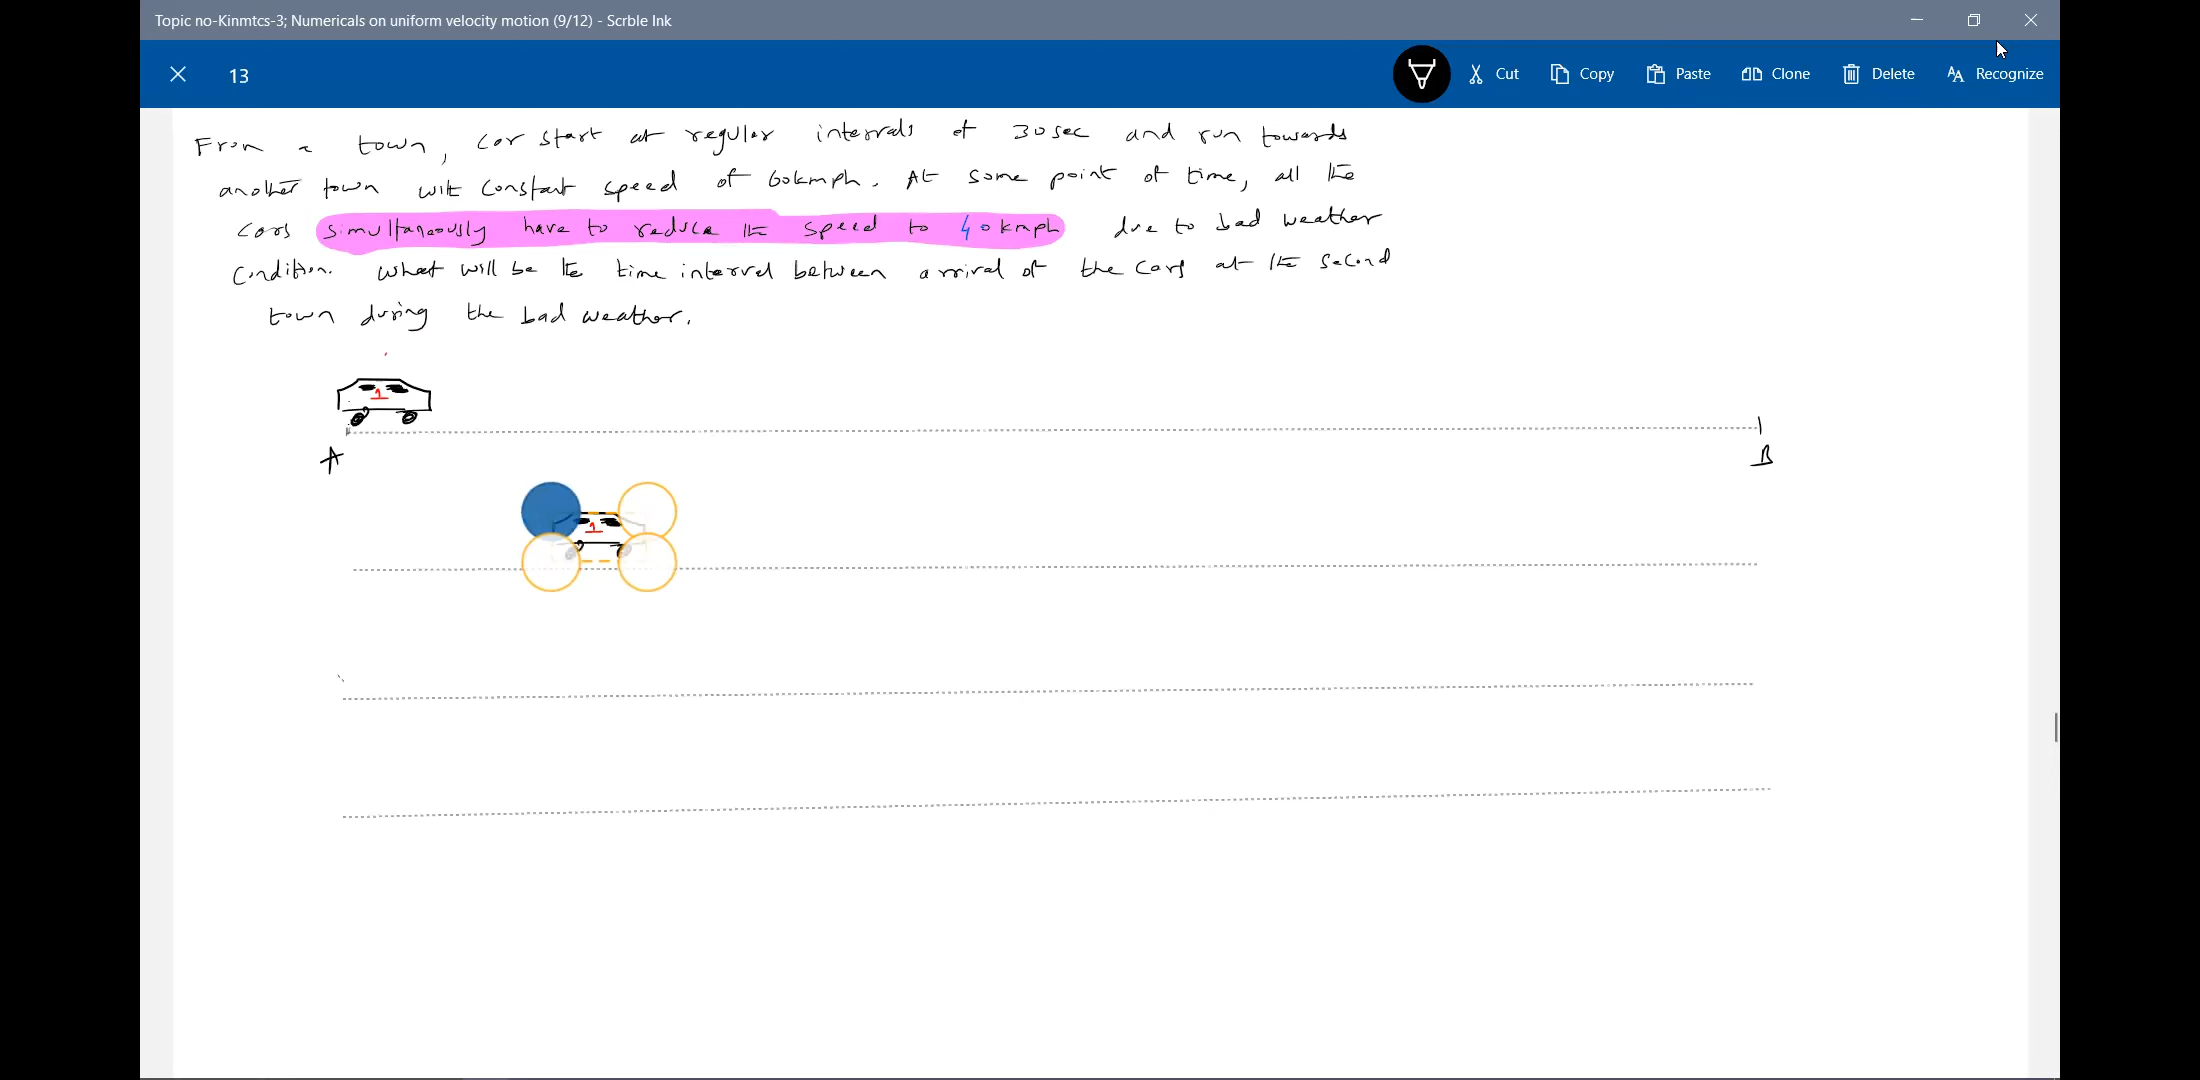 Topic no-Kinmtcs-3; Numericals on uniform velocity motion (9/12) - Scrble Ink
13 Cut Copy Paste Clone Delete Recognize
From a town, car start at regular intervals of 30sec and run towards
another town with constant speed of 60kmph. At some point of time, all the
cars simultaneously have to reduce the speed to 40kmph due to bad weather
condition. What will be the time interval between arrival of the cars at the second
town during the bad weather.
1
A B
1